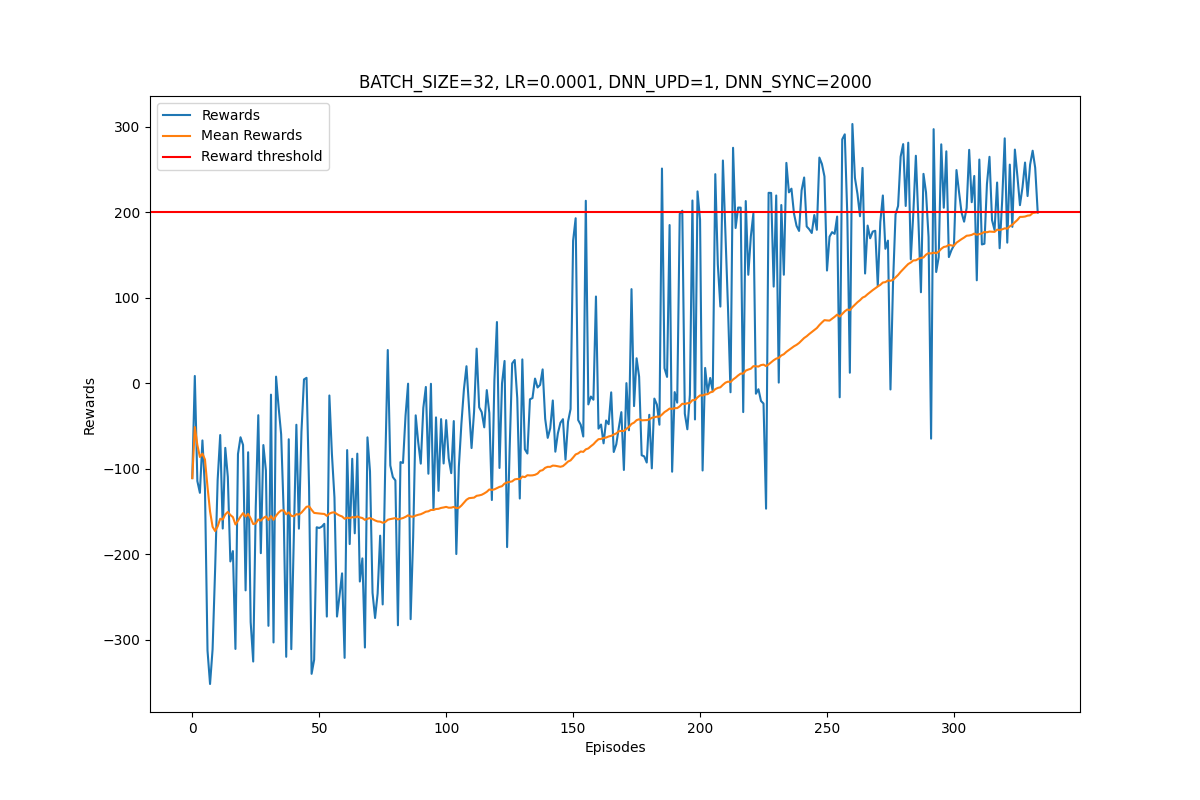 BATCH_SIZE=32, LR=0.0001, DNN_UPD=1, DNN_SYNC=2000
Rewards
Mean Rewards
Reward threshold
300
200
100
0
−100
−200
−300
Rewards
0 50 100 150 200 250 300
Episodes